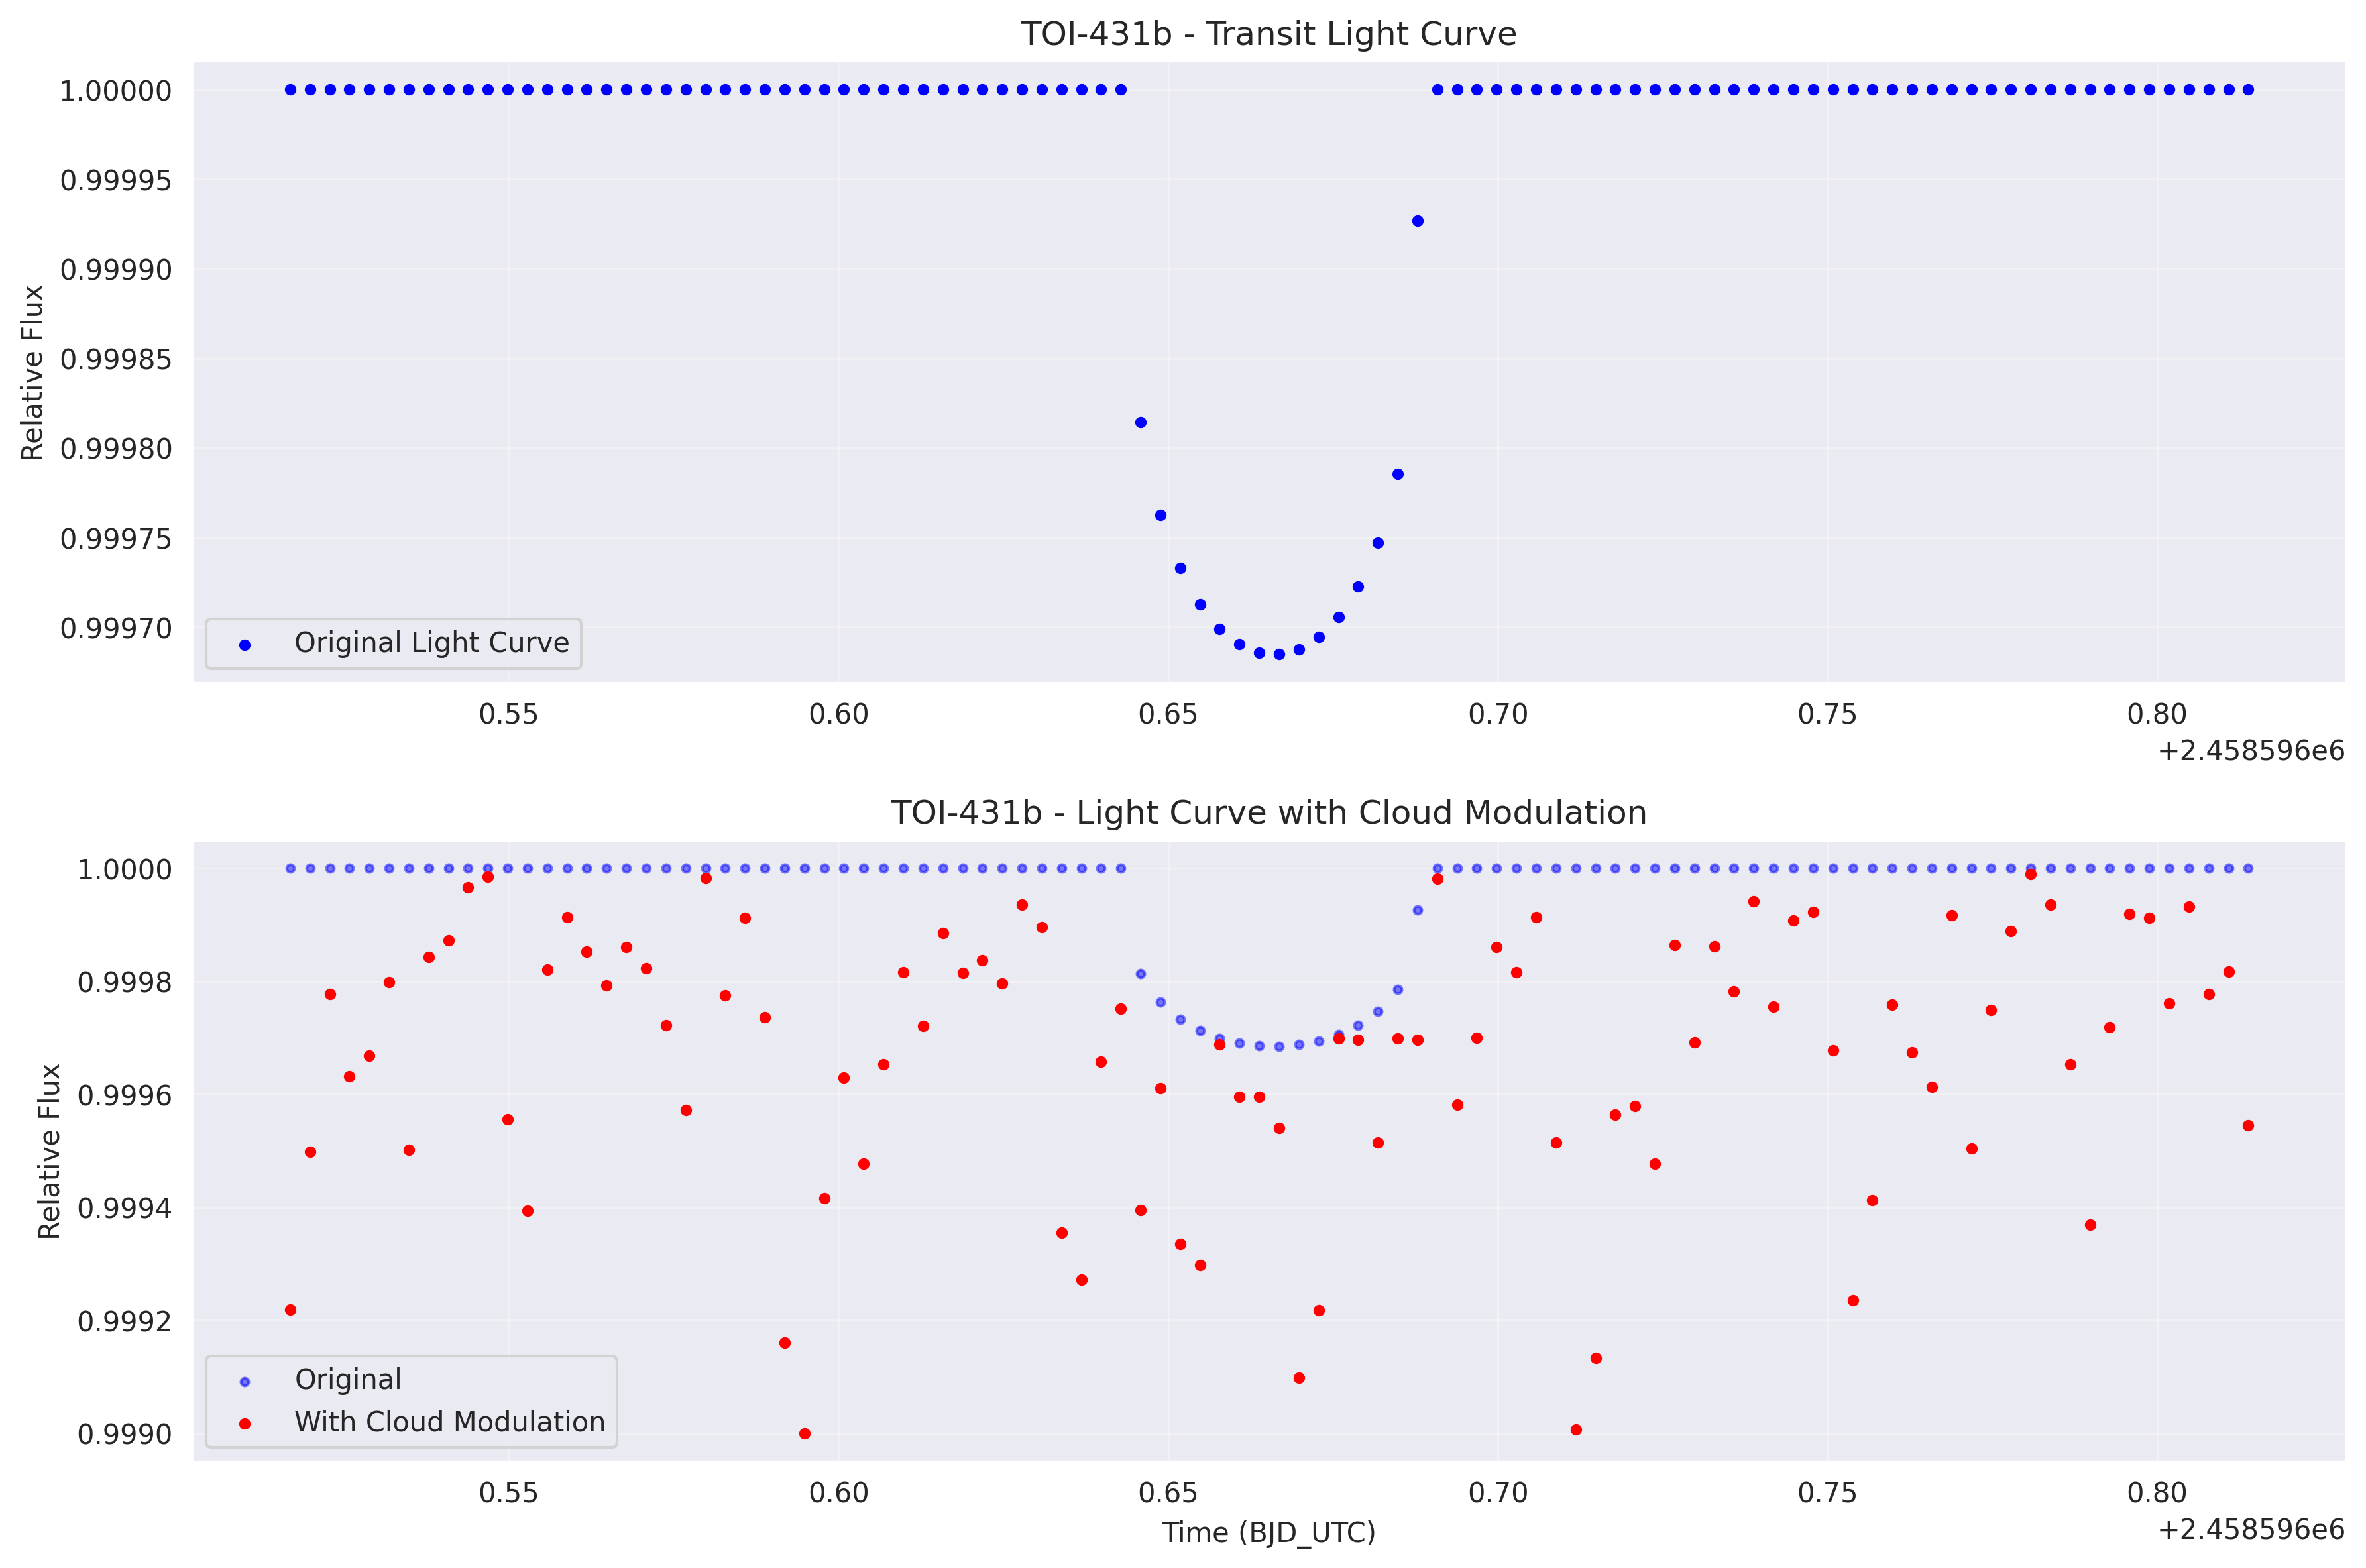 TOI-431b - Transit Light Curve
Relative Flux
1.00000
0.99995
0.99990
0.99985
0.99980
0.99975
0.99970
Original Light Curve
0.55 0.60 0.65 0.70 0.75 0.80
+2.458596e6
TOI-431b - Light Curve with Cloud Modulation
Relative Flux
1.0000
0.9998
0.9996
0.9994
0.9992
0.9990
Original
With Cloud Modulation
0.55 0.60 0.65 0.70 0.75 0.80
Time (BJD_UTC)
+2.458596e6